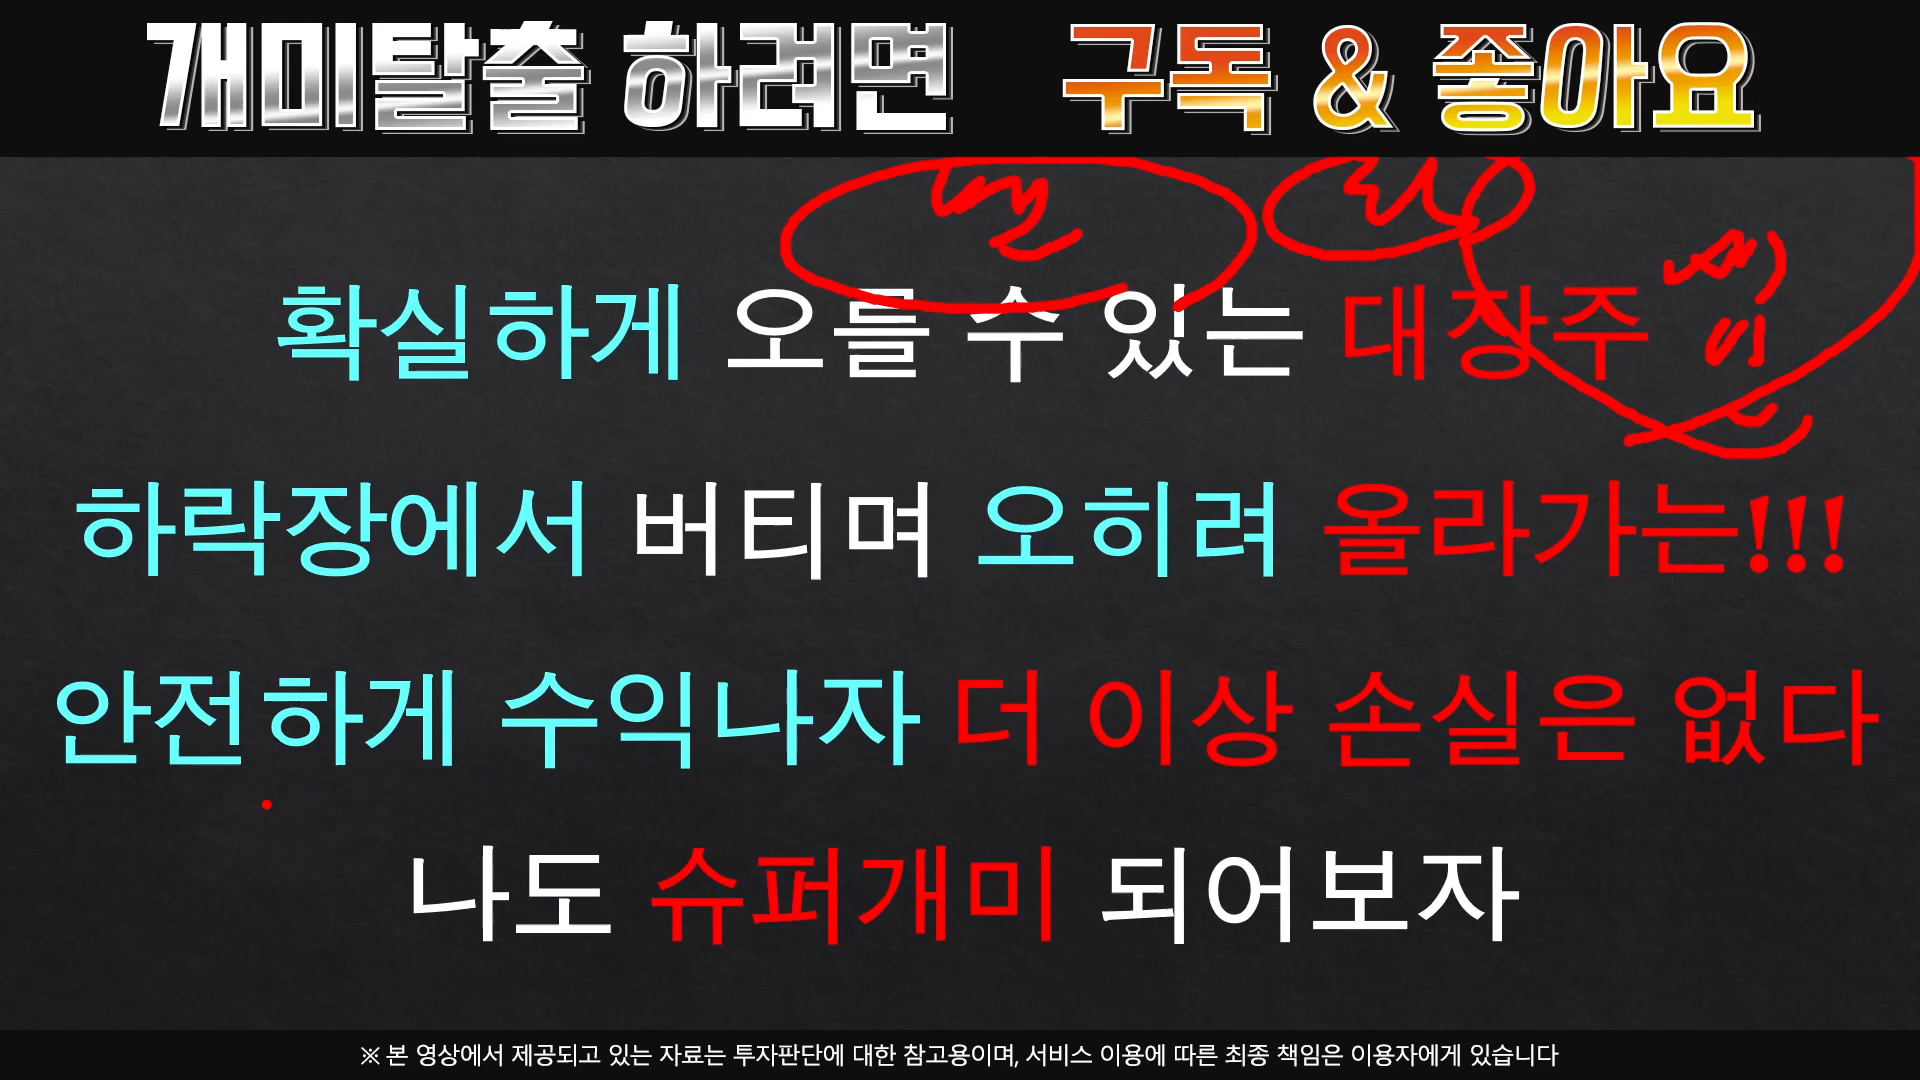 개미탈출 하려면 구독 & 좋아요
확실하게 오를 수 있는 대장주
하락장에서 버티며 오히려 올라가는!!!
안전하게 수익나자 더 이상 손실은 없다
나도 슈퍼개미 되어보자
※ 본 영상에서 제공되고 있는 자료는 투자판단에 대한 참고용이며, 서비스 이용에 따른 최종 책임은 이용자에게 있습니다